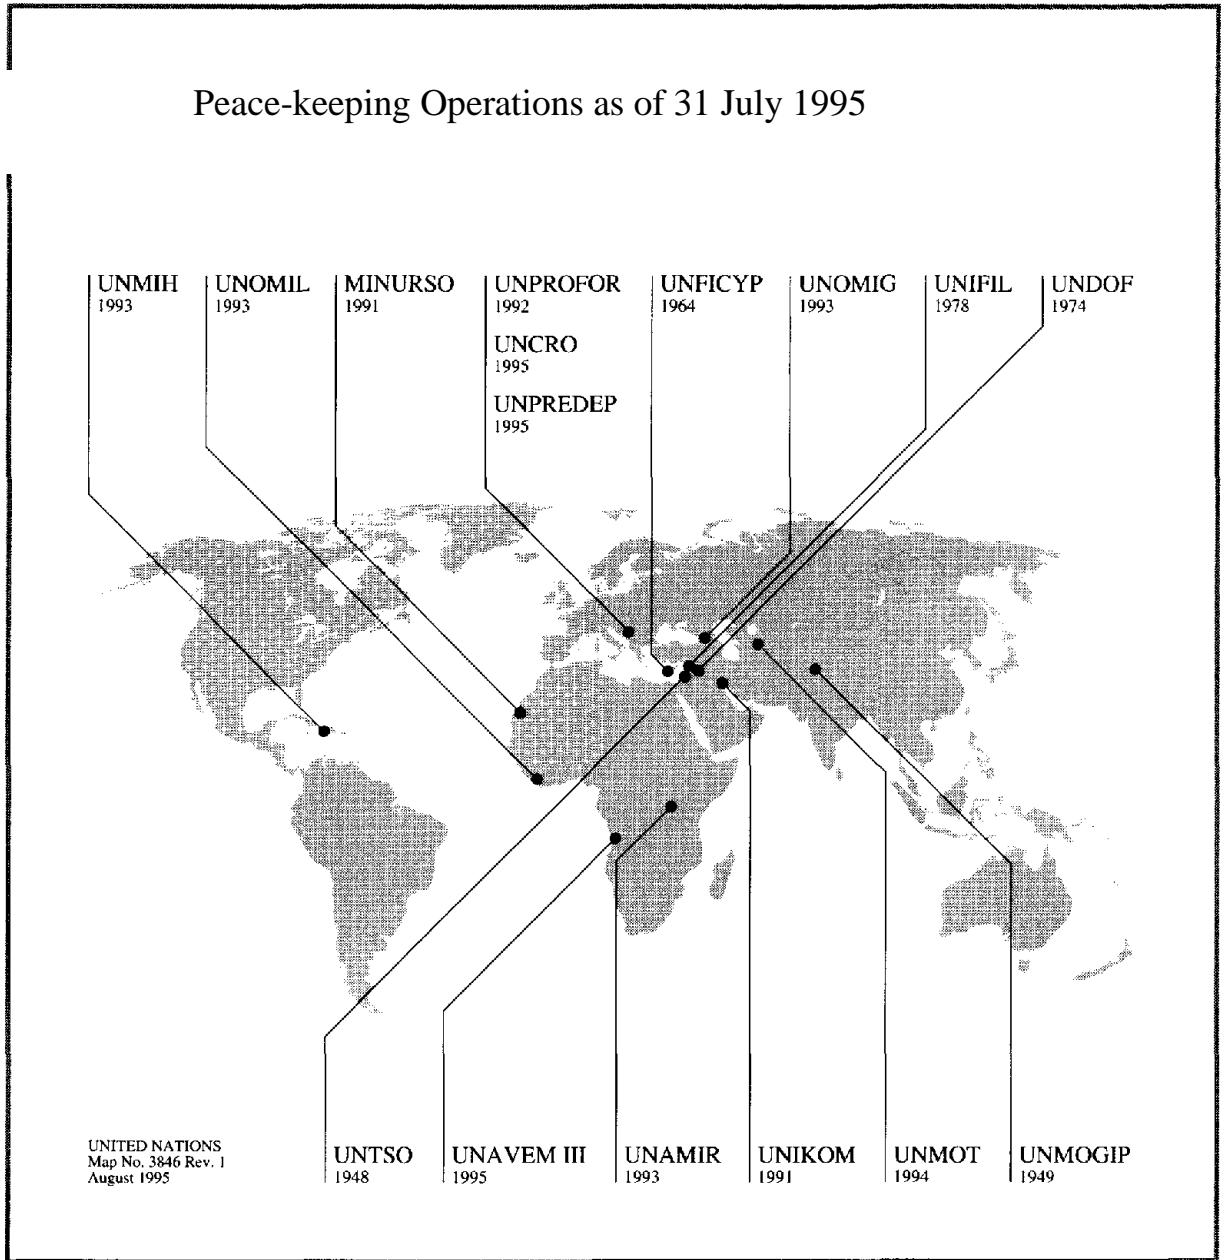 Peace-keeping Operations as of 31 July 1995
UNMIH
1993
UNOMIL
1993
MINURSO
1991
UNPROFOR
1992
UNCRO
1995
UNPREDEP
1995
UNFICYP
1964
UNOMIG
1993
UNIFIL
1978
UNDOF
1974
UNITED NATIONS
Map No. 3846 Rev. 1
August 1995
UNTSO
1948
UNAVEM III
1995
UNAMIR
1993
UNIKOM
1991
UNMOT
1994
UNMOGIP
1949